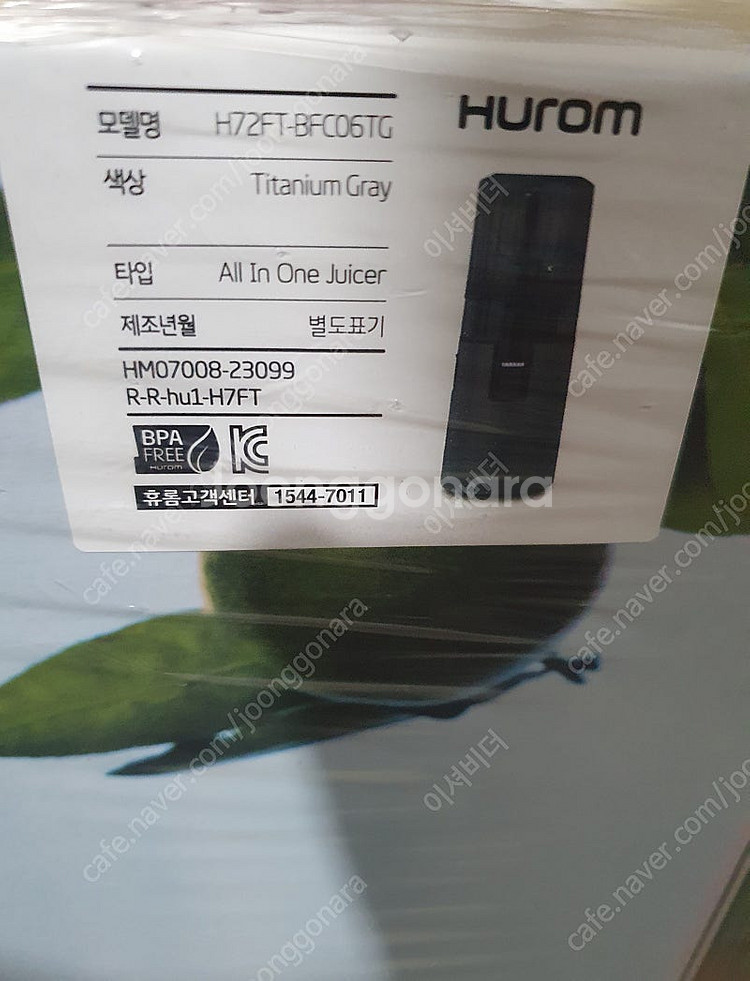 HUROM
모델명 H72FT-BFC06TG
색상 Titanium Gray
타입 All In One Juicer
제조년월 별도표기
HM07008-23099
R-R-hu1-H7FT
BPA
FREE
HUROM
휴롬고객센터 1544-7011
joonggonara
cafe.naver.com/joonggonara
이셔비더